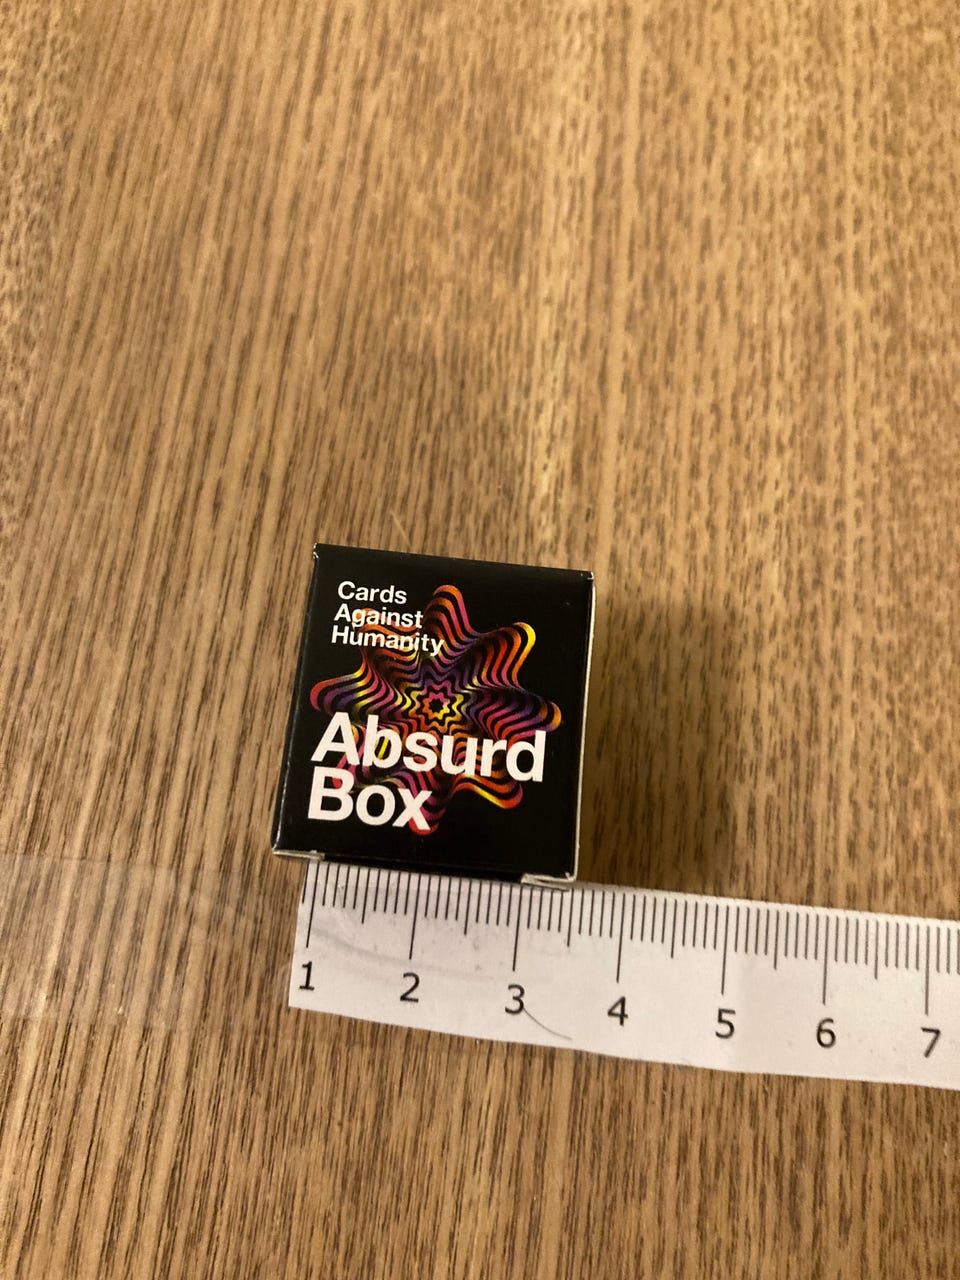 Cards
Against
Humanity
Absurd
Box
1 2 3 4 5 6 7